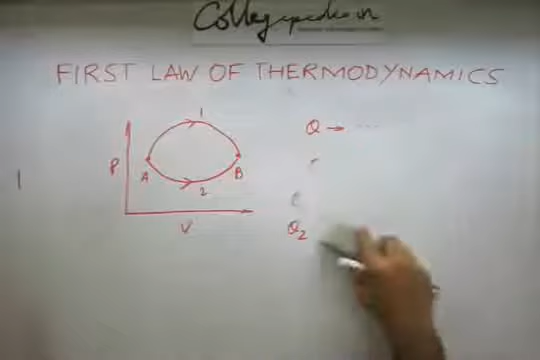 Collegepedia.in
FIRST LAW OF THERMODYNAMICS
1
Q → ...
P
A
B
2
V
Q₂